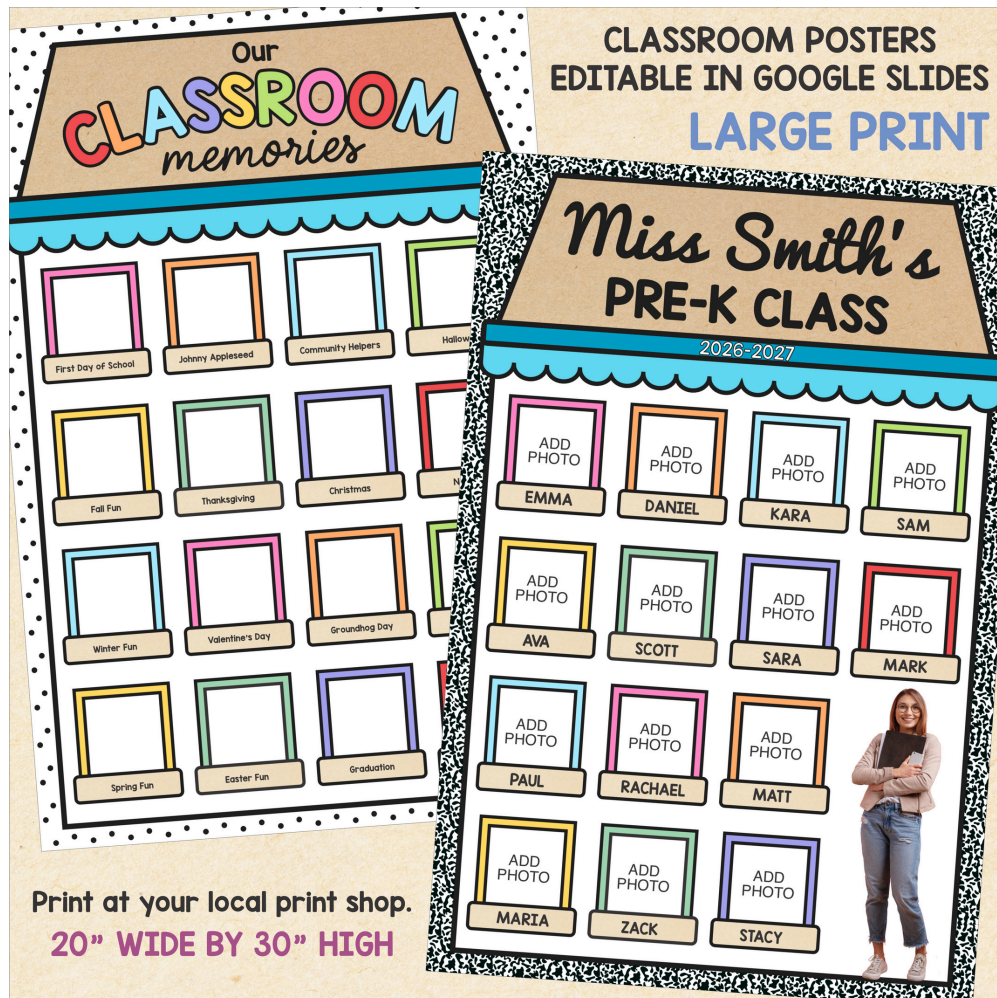 CLASSROOM POSTERS
EDITABLE IN GOOGLE SLIDES
LARGE PRINT
Our
CLASSROOM
memories
First Day of School
Johnny Appleseed
Community Helpers
Fall Fun
Thanksgiving
Christmas
Winter Fun
Valentine's Day
Groundhog Day
Spring Fun
Easter Fun
Graduation
Miss Smith's
PRE-K CLASS
2026-2027
ADD
PHOTO
EMMA
ADD
PHOTO
DANIEL
ADD
PHOTO
KARA
ADD
PHOTO
SAM
ADD
PHOTO
AVA
ADD
PHOTO
SCOTT
ADD
PHOTO
SARA
ADD
PHOTO
MARK
ADD
PHOTO
PAUL
ADD
PHOTO
RACHAEL
ADD
PHOTO
MATT
ADD
PHOTO
MARIA
ADD
PHOTO
ZACK
ADD
PHOTO
STACY
Print at your local print shop.
20” WIDE BY 30” HIGH